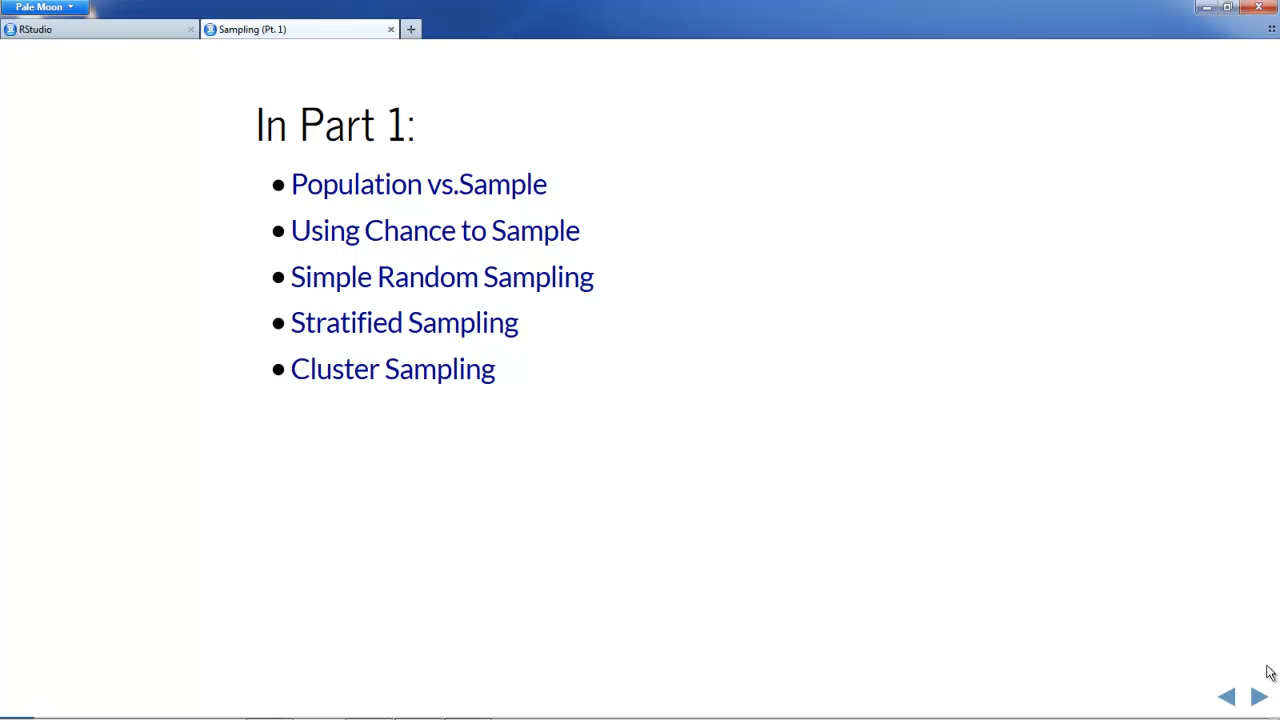 Pale Moon
RStudio
Sampling (Pt. 1)
In Part 1:
Population vs.Sample
Using Chance to Sample
Simple Random Sampling
Stratified Sampling
Cluster Sampling